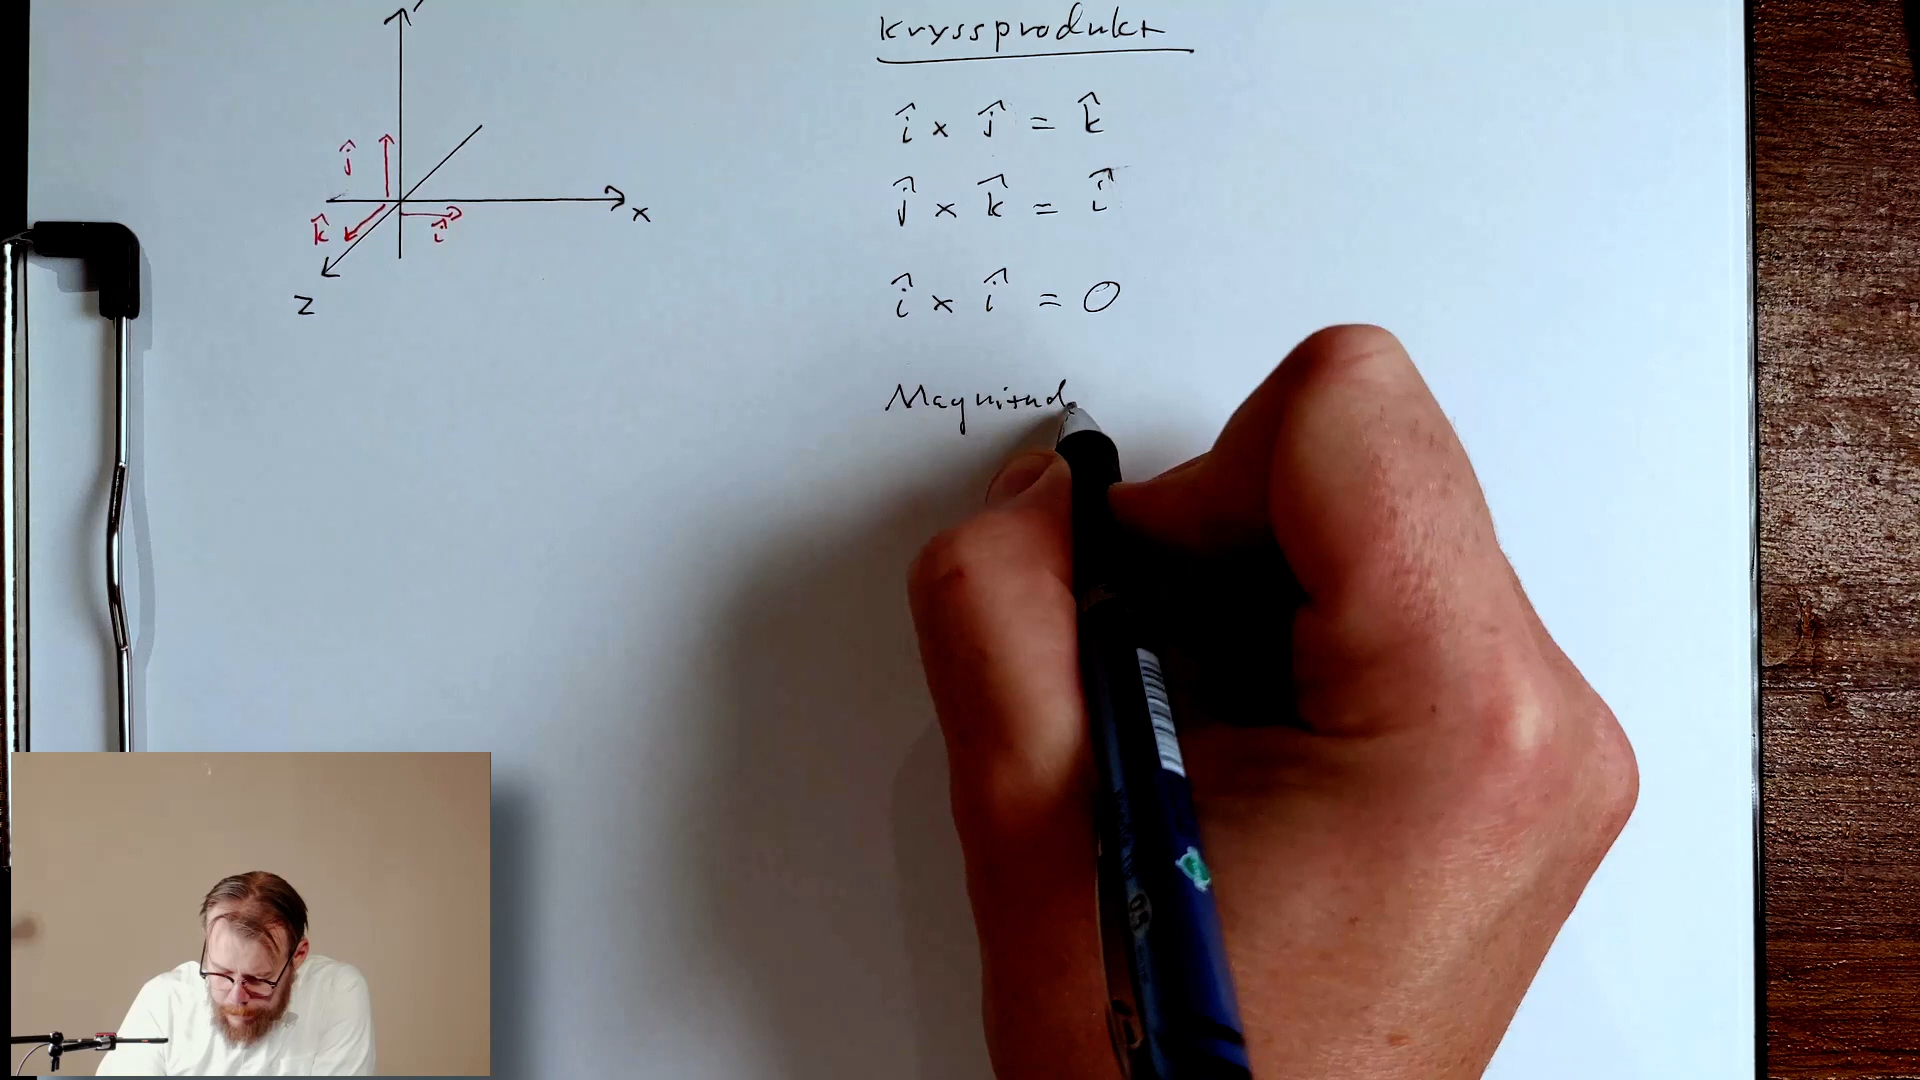 Kryssprodukt
î × ĵ = k̂
ĵ × k̂ = î
î × î = 0
Magnitud
ĵ
k̂
î
x
z